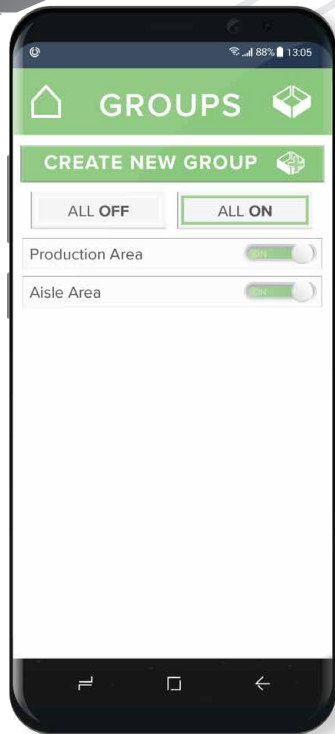 88% 13:05
GROUPS
CREATE NEW GROUP
ALL OFF ALL ON
Production Area ON
Aisle Area ON